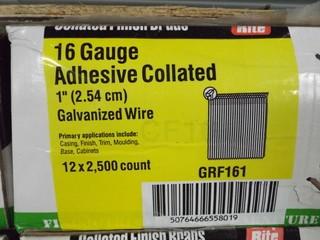 Collated Finish Brads
Rite
16 Gauge
Adhesive Collated
1" (2.54 cm)
Galvanized Wire
Primary applications include:
Casing, Finish, Trim, Moulding,
Base, Cabinets
12 x 2,500 count
GRF161
50764666558019
Collated Finish Brads
Rite